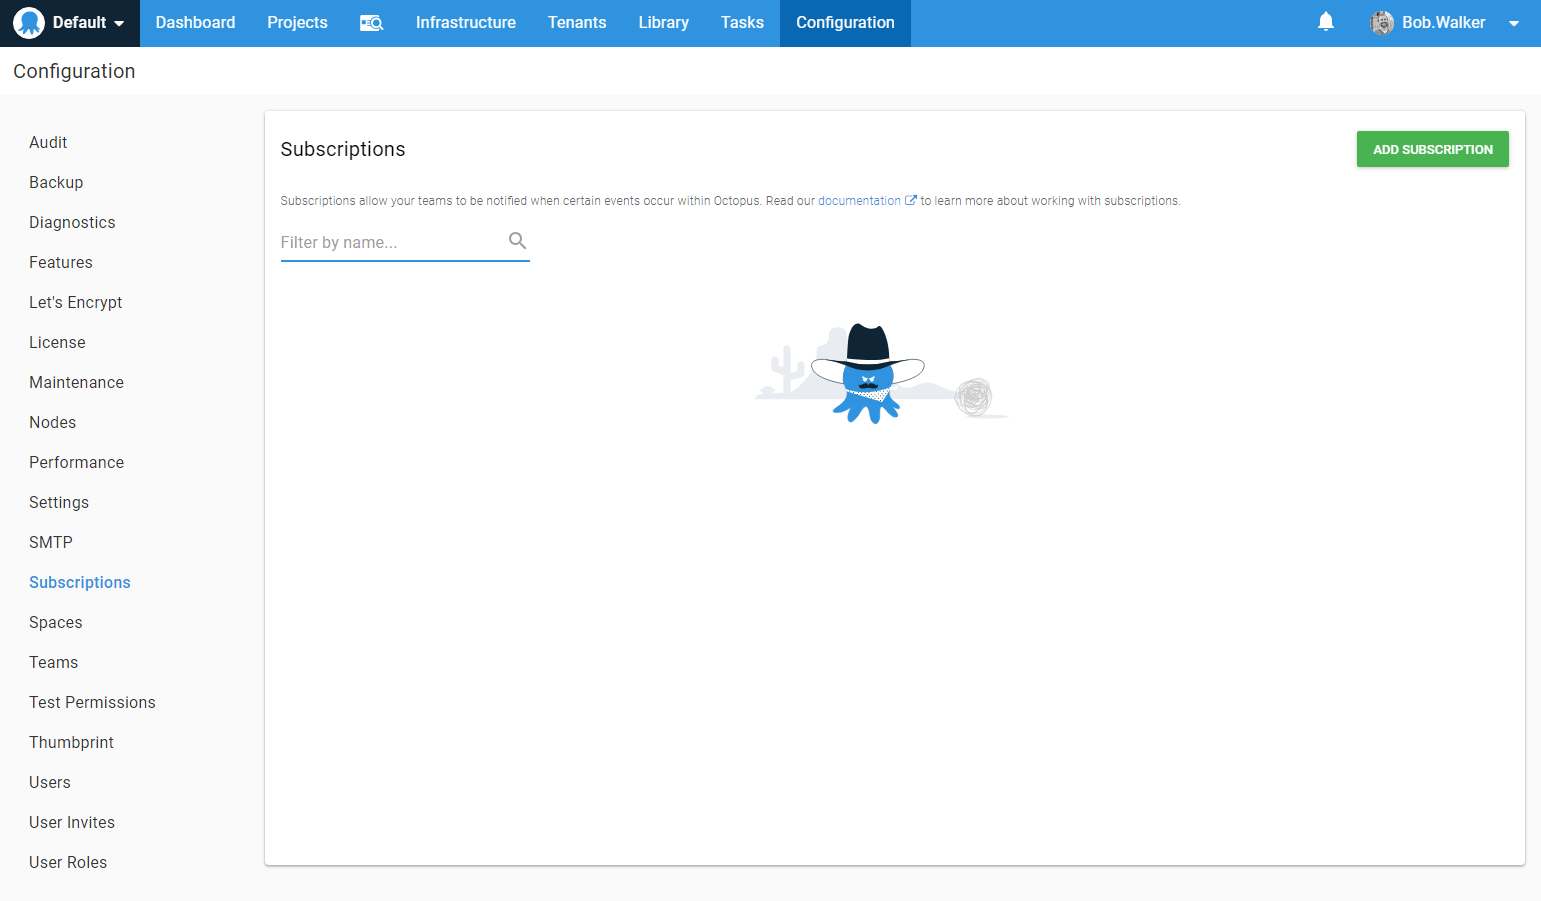 Default Dashboard Projects Infrastructure Tenants Library Tasks Configuration Bob.Walker
Configuration
Audit
Backup
Diagnostics
Features
Let's Encrypt
License
Maintenance
Nodes
Performance
Settings
SMTP
Subscriptions
Spaces
Teams
Test Permissions
Thumbprint
Users
User Invites
User Roles
Subscriptions
ADD SUBSCRIPTION
Subscriptions allow your teams to be notified when certain events occur within Octopus. Read our documentation to learn more about working with subscriptions.
Filter by name...